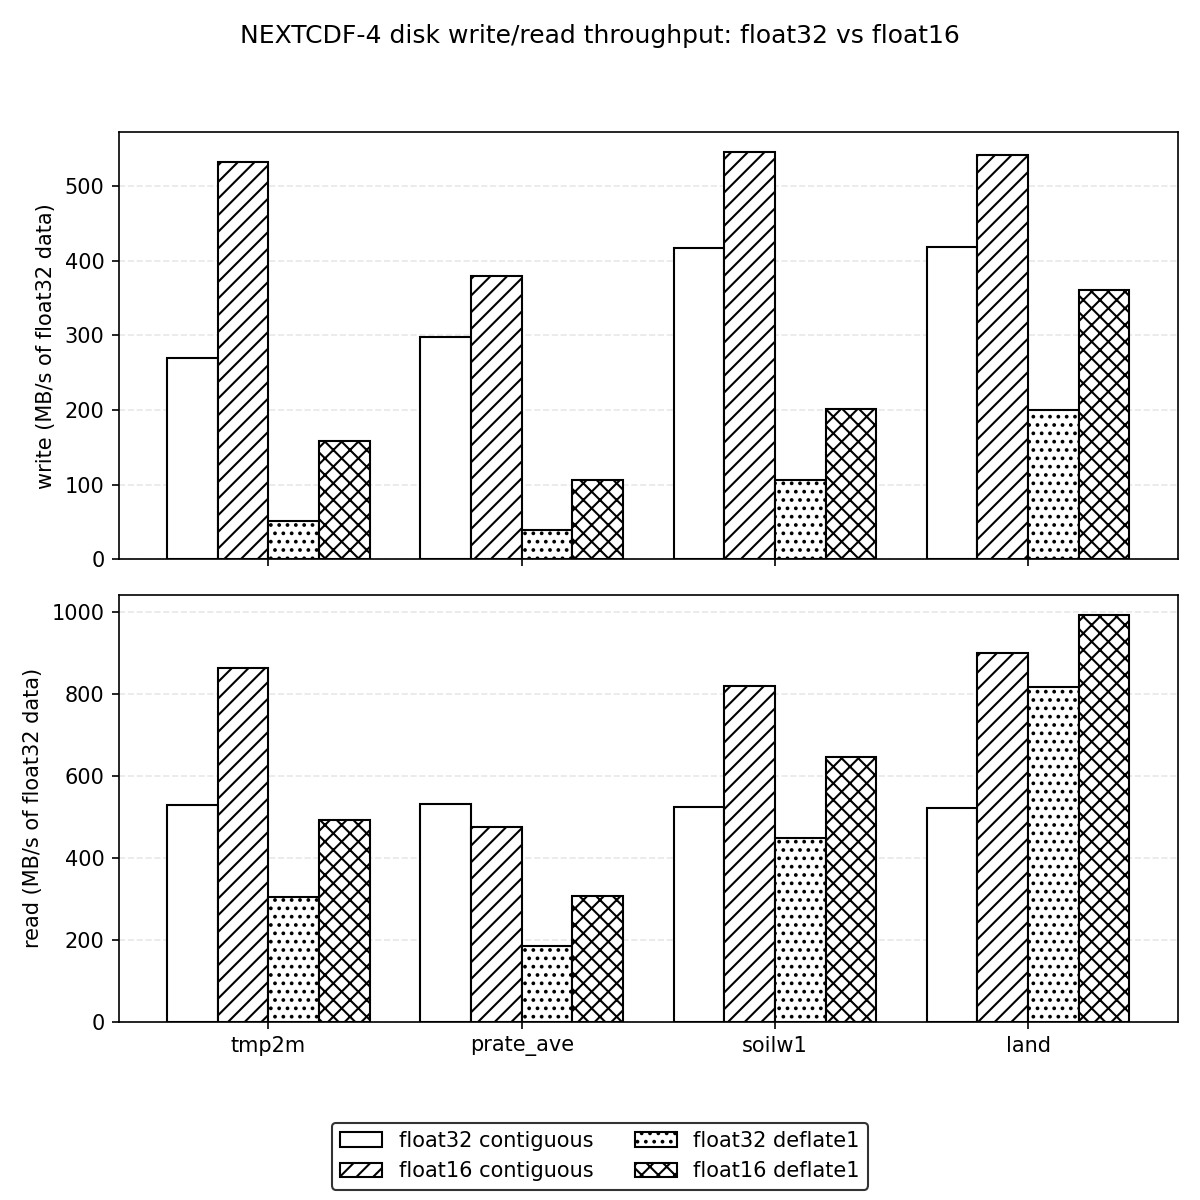 NEXTCDF-4 disk write/read throughput: float32 vs float16
write (MB/s of float32 data)
500
400
300
200
100
0
read (MB/s of float32 data)
1000
800
600
400
200
0
tmp2m prate_ave soilw1 land
float32 contiguous float32 deflate1
float16 contiguous float16 deflate1